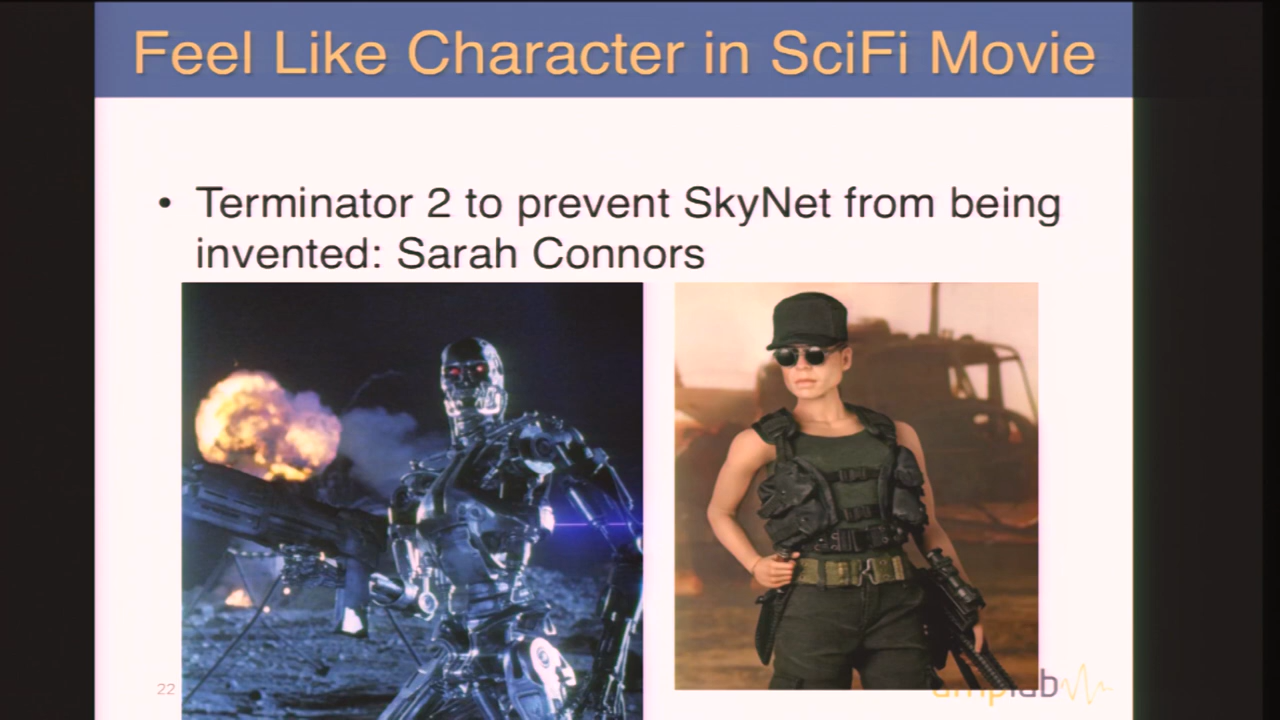 Feel Like Character in SciFi Movie
• Terminator 2 to prevent SkyNet from being
invented: Sarah Connors
22
amplab